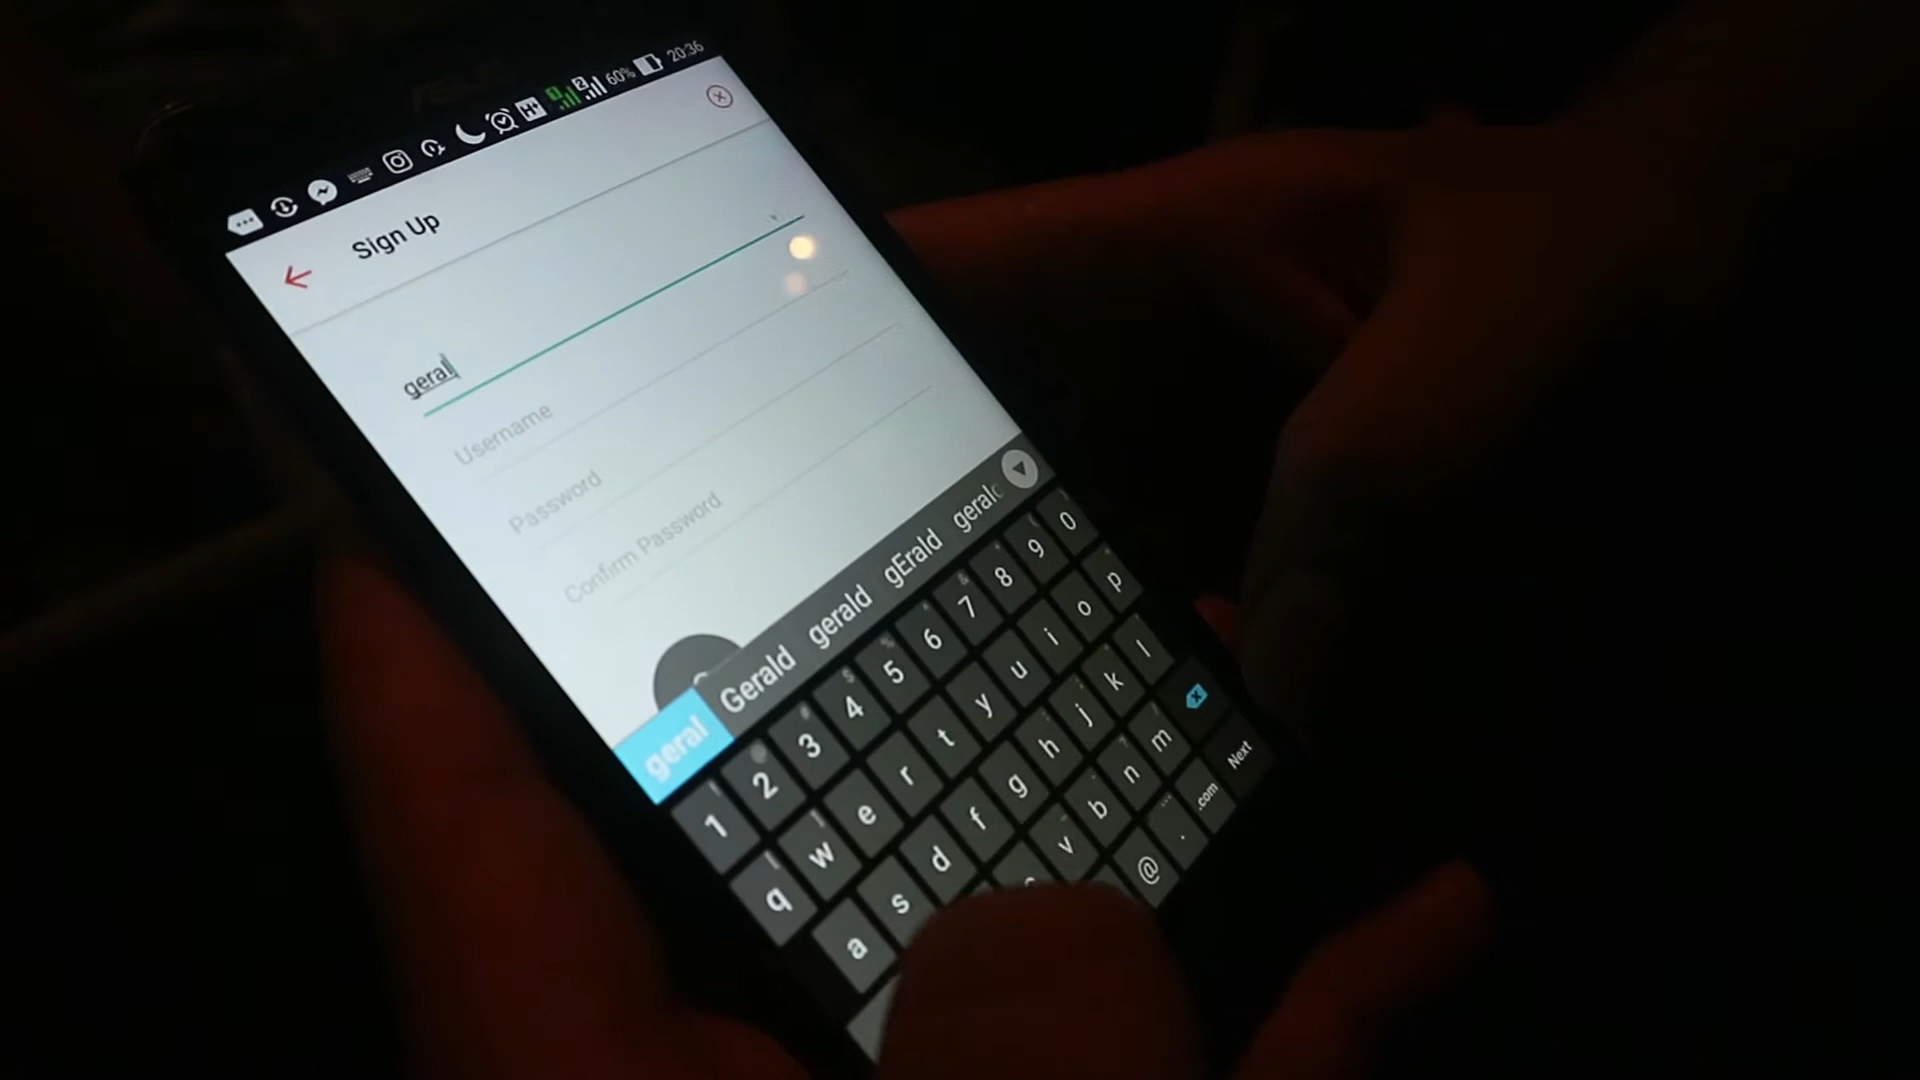 60% 20:36
Sign Up
geral
Username
Password
Confirm Password
geral Gerald gerald gErald
1 2 3 4 5 6 7 8 9 0
q w e r t y u i o p
a s d f g h j k l
v b n m
@ . .com Next